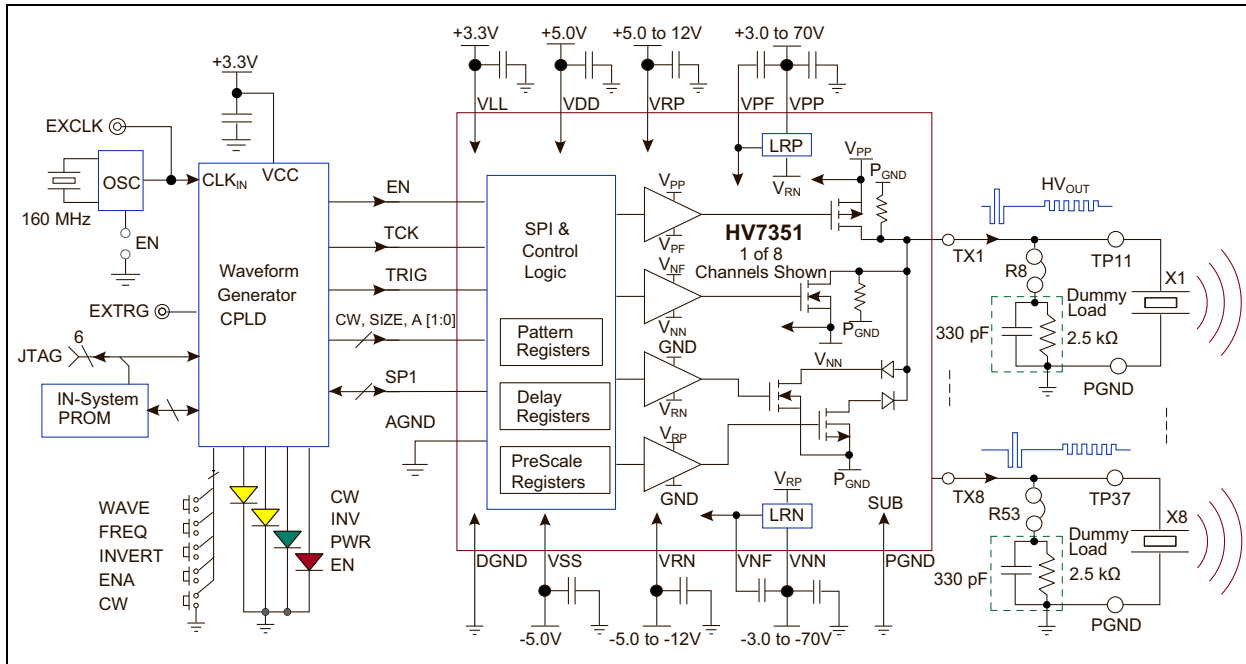 +3.3V
+5.0V
+5.0 to 12V
+3.0 to 70V
VLL
VDD
VRP
VPF
VPP
+3.3V
EXCLK
OSC
160 MHz
EN
CLKIN
VCC
Waveform
Generator
CPLD
EXTRG
6
JTAG
IN-System
PROM
WAVE
FREQ
INVERT
ENA
CW
CW
INV
PWR
EN
EN
TCK
TRIG
CW, SIZE, A [1:0]
SP1
AGND
SPI &
Control
Logic
Pattern
Registers
Delay
Registers
PreScale
Registers
VPP
VPF
VNF
VNN
GND
VRN
VRP
GND
LRP
VRN
VPP
PGND
HV7351
1 of 8
Channels Shown
PGND
VNN
PGND
VRP
LRN
SUB
DGND
VSS
VRN
VNF
VNN
PGND
-5.0V
-5.0 to -12V
-3.0 to -70V
HVOUT
TX1
TP11
R8
X1
Dummy
Load
330 pF
2.5 kΩ
PGND
TX8
TP37
R53
X8
Dummy
Load
330 pF
2.5 kΩ
PGND